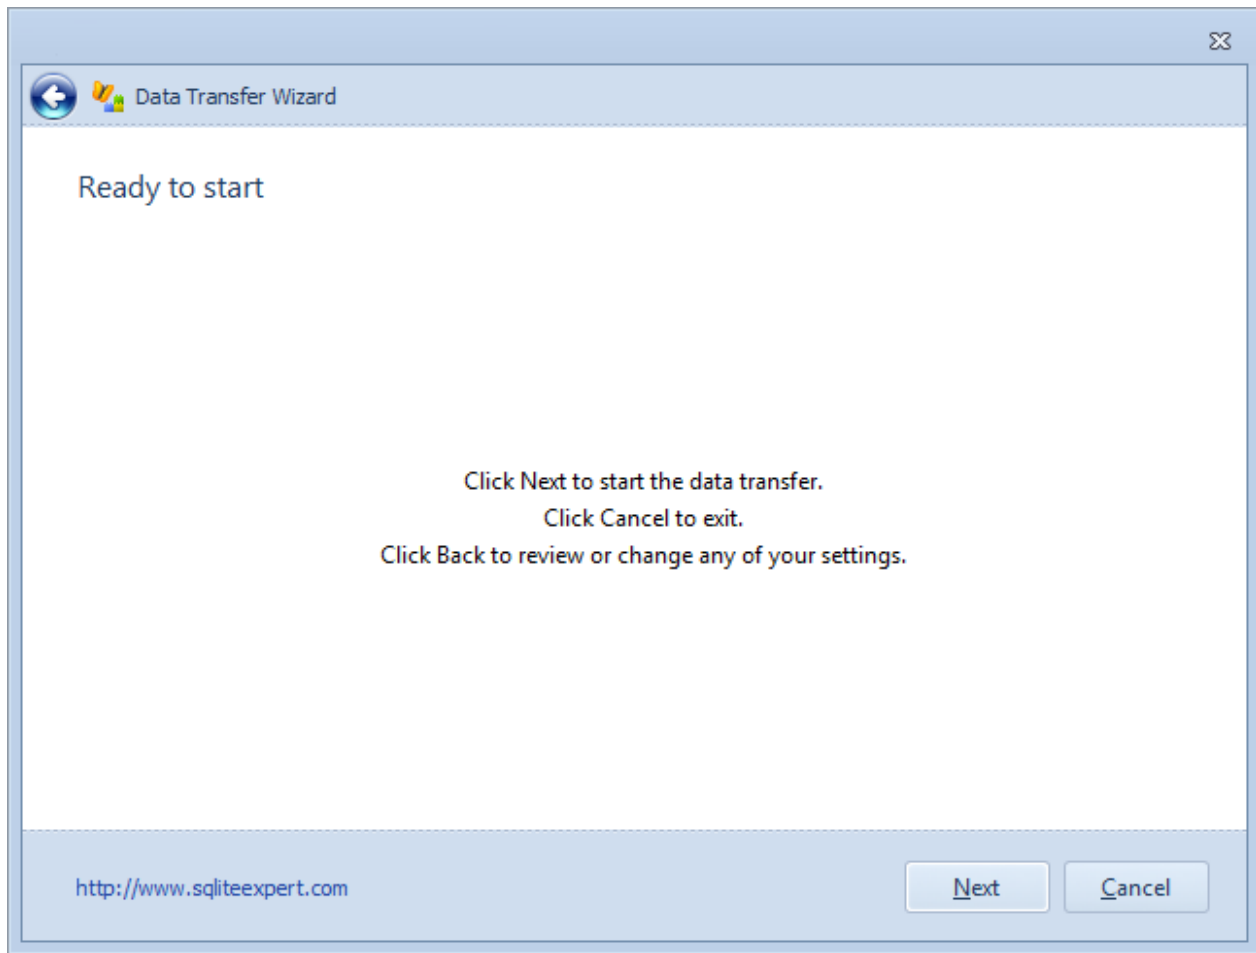 Data Transfer Wizard
Ready to start
Click Next to start the data transfer.
Click Cancel to exit.
Click Back to review or change any of your settings.
http://www.sqliteexpert.com
Next
Cancel